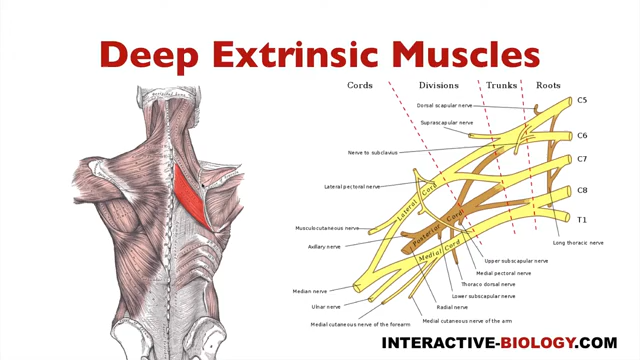 Deep Extrinsic Muscles
Cords Divisions Trunks Roots
Dorsal scapular nerve
Suprascapular nerve
Nerve to subclavius
Lateral pectoral nerve
Musculocutaneous nerve
Axillary nerve
Median nerve
Ulnar nerve
Medial cutaneous nerve of the forearm
Lateral Cord
Posterior Cord
Medial Cord
C5
C6
C7
C8
T1
Long thoracic nerve
Upper subscapular nerve
Medial pectoral nerve
Thoraco dorsal nerve
Lower subscapular nerve
Radial nerve
Medial cutaneous nerve of the arm
INTERACTIVE-BIOLOGY.COM